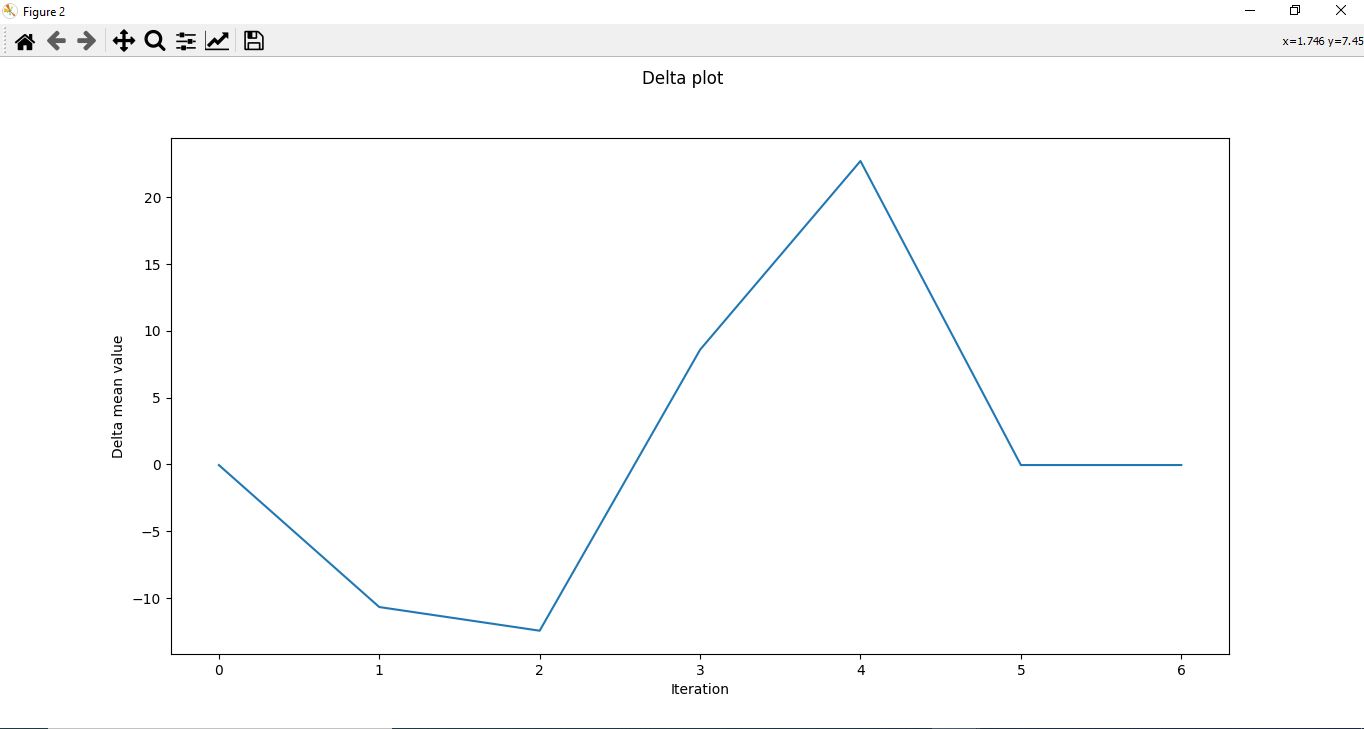 Figure 2
x=1.746 y=7.45
Delta plot
20
15
10
5
0
−5
−10
Delta mean value
0 1 2 3 4 5 6
Iteration